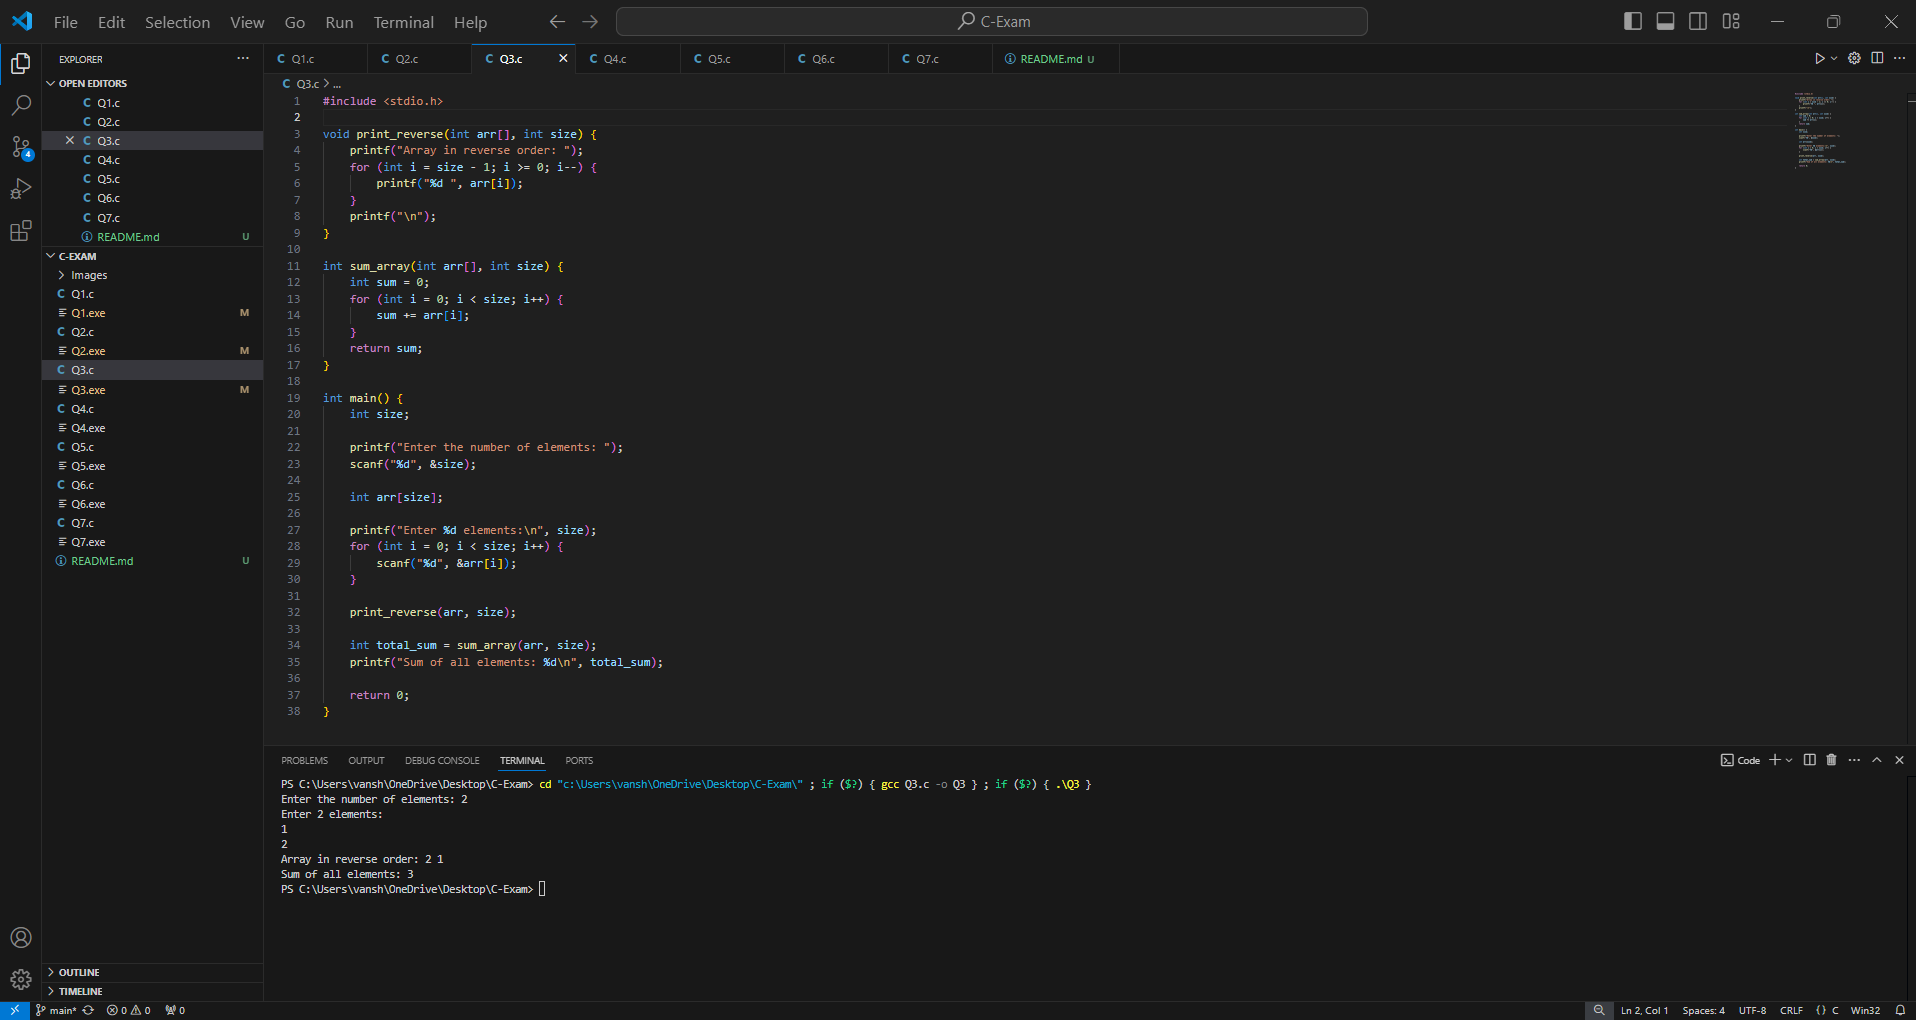 File Edit Selection View Go Run Terminal Help
C-Exam
EXPLORER
OPEN EDITORS
C Q1.c
C Q2.c
C Q3.c
C Q4.c
C Q5.c
C Q6.c
C Q7.c
README.md U
C-EXAM
Images
C Q1.c
Q1.exe M
C Q2.c
Q2.exe M
C Q3.c
Q3.exe M
C Q4.c
Q4.exe
C Q5.c
Q5.exe
C Q6.c
Q6.exe
C Q7.c
Q7.exe
README.md U
OUTLINE
TIMELINE
4
C Q1.c C Q2.c C Q3.c C Q4.c C Q5.c C Q6.c C Q7.c README.md U
C Q3.c > ...
1 #include <stdio.h>
2
3 void print_reverse(int arr[], int size) {
4     printf("Array in reverse order: ");
5     for (int i = size - 1; i >= 0; i--) {
6         printf("%d ", arr[i]);
7     }
8     printf("\n");
9 }
10
11 int sum_array(int arr[], int size) {
12     int sum = 0;
13     for (int i = 0; i < size; i++) {
14         sum += arr[i];
15     }
16     return sum;
17 }
18
19 int main() {
20     int size;
21
22     printf("Enter the number of elements: ");
23     scanf("%d", &size);
24
25     int arr[size];
26
27     printf("Enter %d elements:\n", size);
28     for (int i = 0; i < size; i++) {
29         scanf("%d", &arr[i]);
30     }
31
32     print_reverse(arr, size);
33
34     int total_sum = sum_array(arr, size);
35     printf("Sum of all elements: %d\n", total_sum);
36
37     return 0;
38 }
PROBLEMS OUTPUT DEBUG CONSOLE TERMINAL PORTS
Code
PS C:\Users\vansh\OneDrive\Desktop\C-Exam> cd "c:\Users\vansh\OneDrive\Desktop\C-Exam\" ; if ($?) { gcc Q3.c -o Q3 } ; if ($?) { .\Q3 }
Enter the number of elements: 2
Enter 2 elements:
1
2
Array in reverse order: 2 1
Sum of all elements: 3
PS C:\Users\vansh\OneDrive\Desktop\C-Exam>
main* 0 0 0 Ln 2, Col 1 Spaces: 4 UTF-8 CRLF {} C Win32